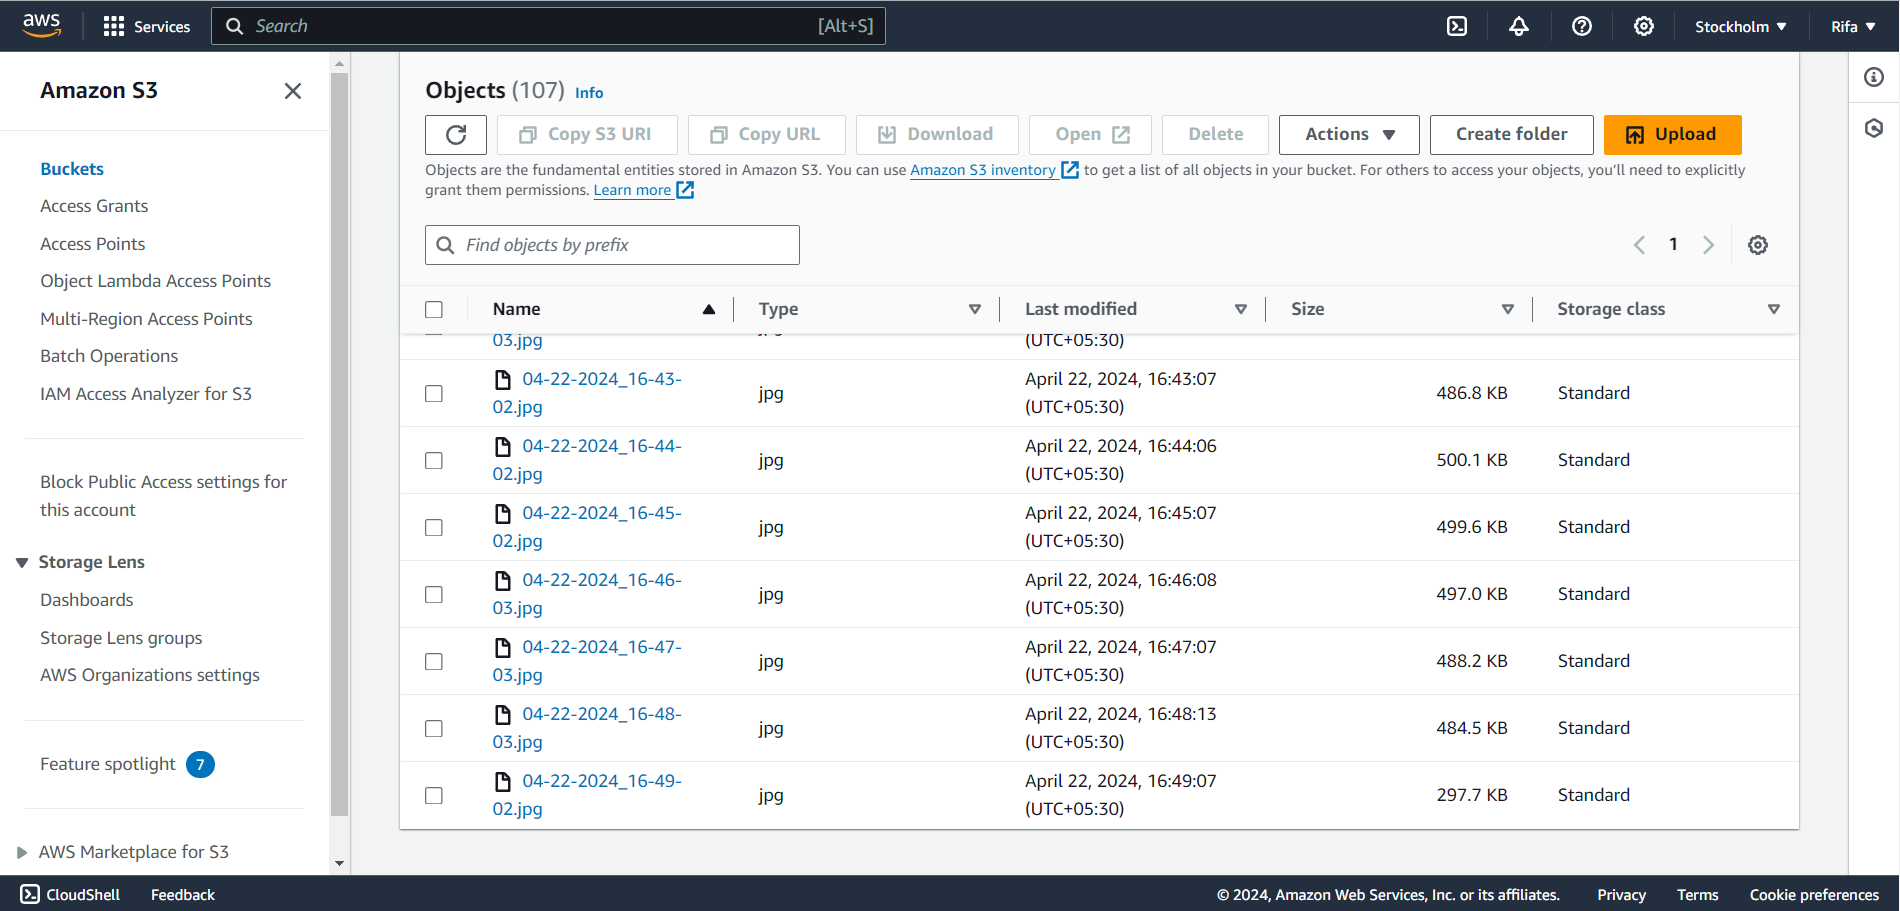 aws
Services
Search [Alt+S]
Stockholm ▼
Rifa ▼
Amazon S3
Buckets
Access Grants
Access Points
Object Lambda Access Points
Multi-Region Access Points
Batch Operations
IAM Access Analyzer for S3
Block Public Access settings for
this account
Storage Lens
Dashboards
Storage Lens groups
AWS Organizations settings
Feature spotlight 7
AWS Marketplace for S3
Objects (107) Info
Copy S3 URI
Copy URL
Download
Open
Delete
Actions ▼
Create folder
Upload
Objects are the fundamental entities stored in Amazon S3. You can use Amazon S3 inventory to get a list of all objects in your bucket. For others to access your objects, you’ll need to explicitly
grant them permissions. Learn more
Find objects by prefix
1
Name Type Last modified Size Storage class
03.jpg jpg (UTC+05:30)
04-22-2024_16-43- April 22, 2024, 16:43:07
jpg 486.8 KB Standard
02.jpg (UTC+05:30)
04-22-2024_16-44- April 22, 2024, 16:44:06
jpg 500.1 KB Standard
02.jpg (UTC+05:30)
04-22-2024_16-45- April 22, 2024, 16:45:07
jpg 499.6 KB Standard
02.jpg (UTC+05:30)
04-22-2024_16-46- April 22, 2024, 16:46:08
jpg 497.0 KB Standard
03.jpg (UTC+05:30)
04-22-2024_16-47- April 22, 2024, 16:47:07
jpg 488.2 KB Standard
03.jpg (UTC+05:30)
04-22-2024_16-48- April 22, 2024, 16:48:13
jpg 484.5 KB Standard
03.jpg (UTC+05:30)
04-22-2024_16-49- April 22, 2024, 16:49:07
jpg 297.7 KB Standard
02.jpg (UTC+05:30)
CloudShell Feedback © 2024, Amazon Web Services, Inc. or its affiliates. Privacy Terms Cookie preferences